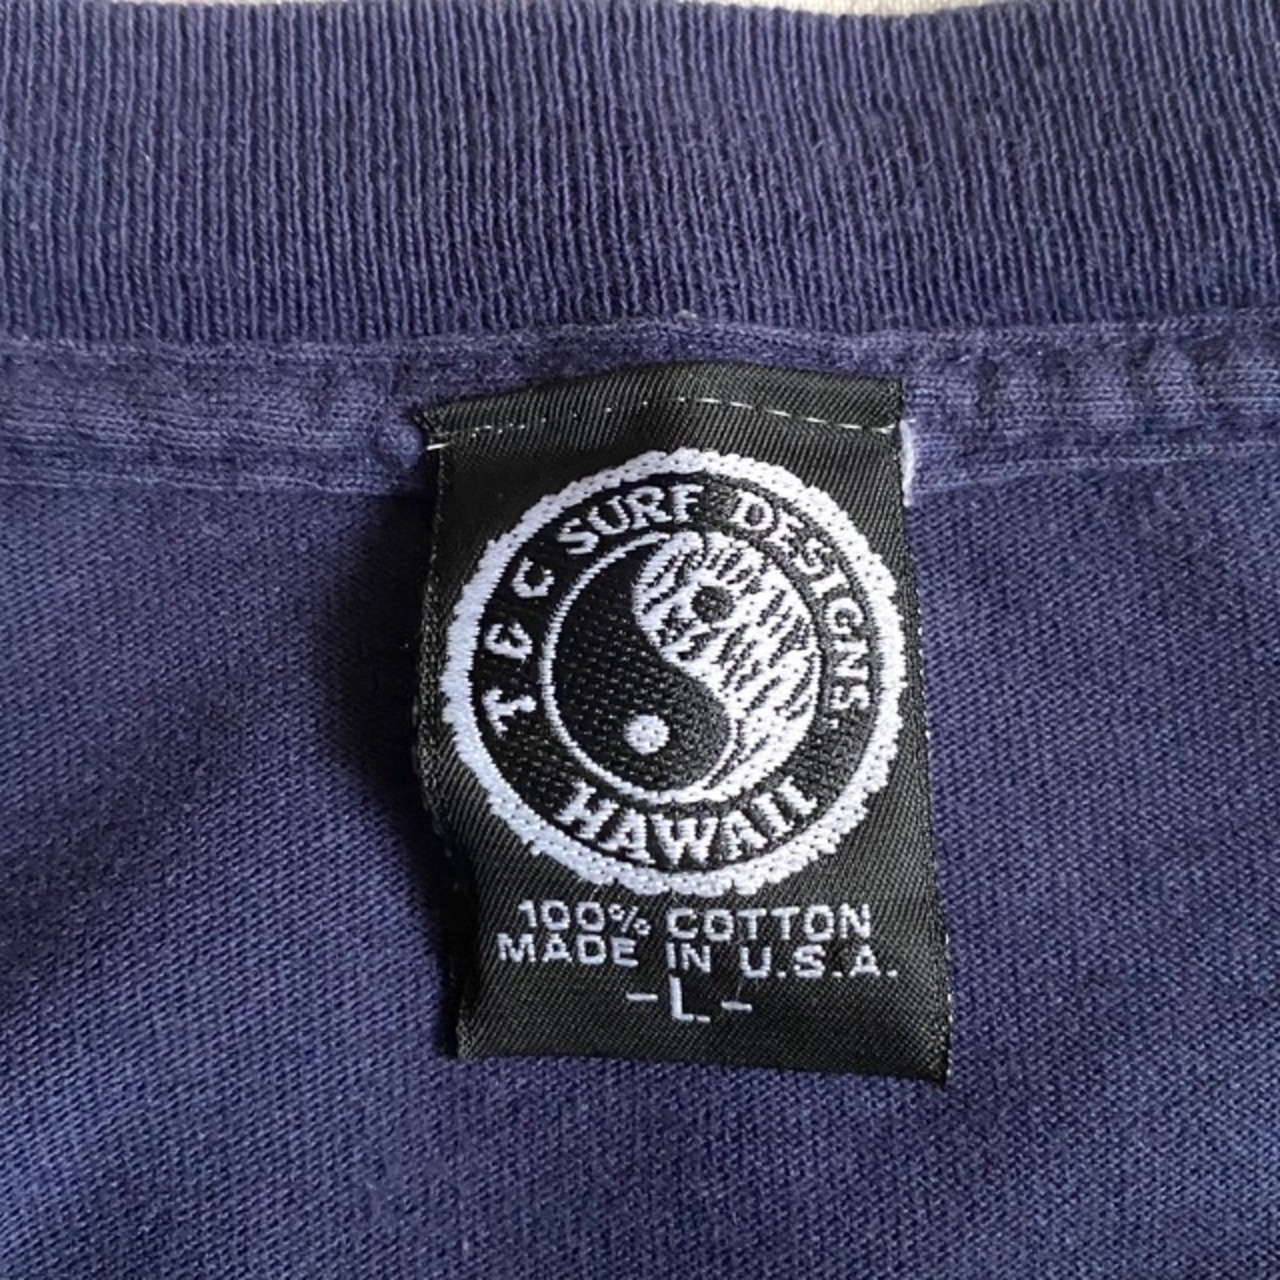 T & C SURF DESIGNS.
HAWAII
100% COTTON
MADE IN U.S.A.
-L-